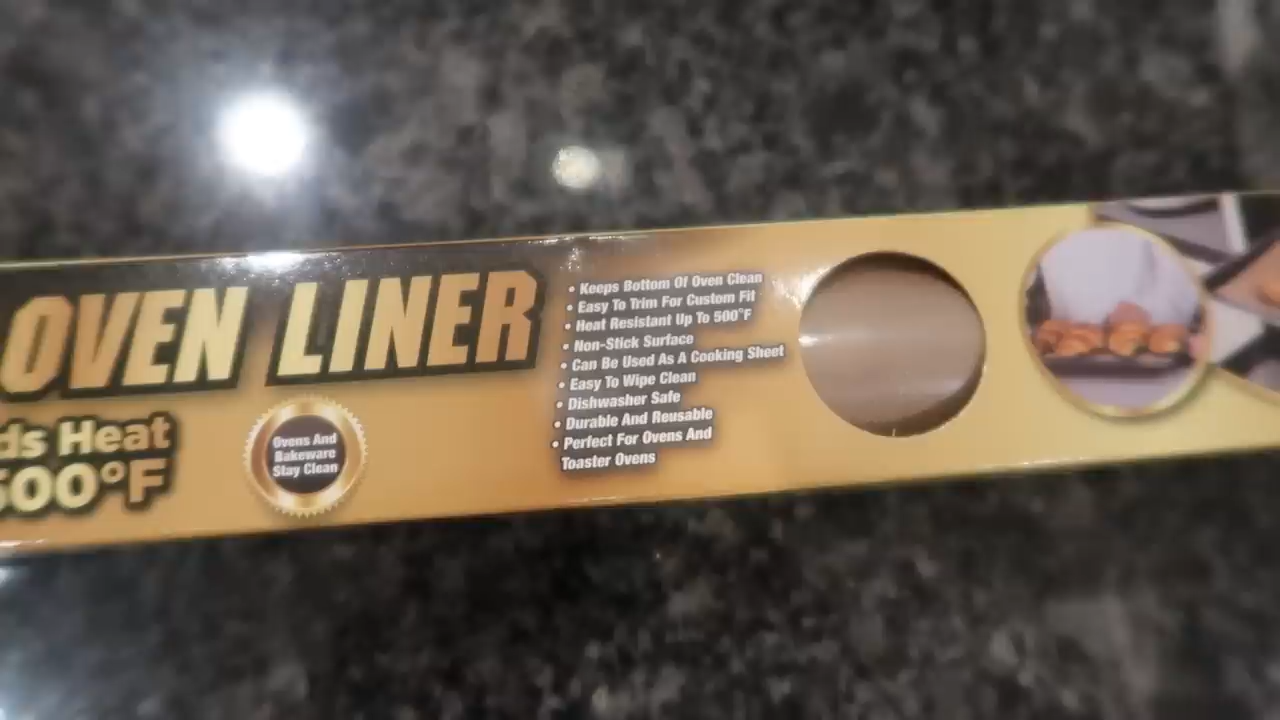 OVEN LINER
ds Heat
500°F
Ovens And
Bakeware
Stay Clean
• Keeps Bottom Of Oven Clean
• Easy To Trim For Custom Fit
• Heat Resistant Up To 500°F
• Non-Stick Surface
• Can Be Used As A Cooking Sheet
• Easy To Wipe Clean
• Dishwasher Safe
• Durable And Reusable
• Perfect For Ovens And
Toaster Ovens